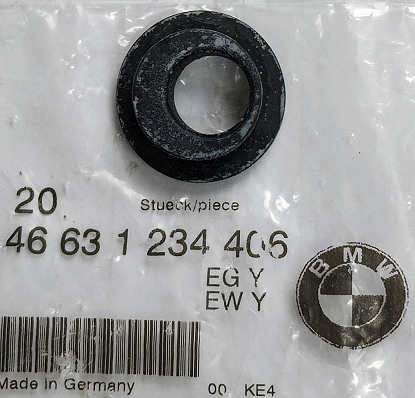 20 Stueck/piece
46 63 1 234 406
EG Y
EW Y
BMW
Made in Germany 00 KE4